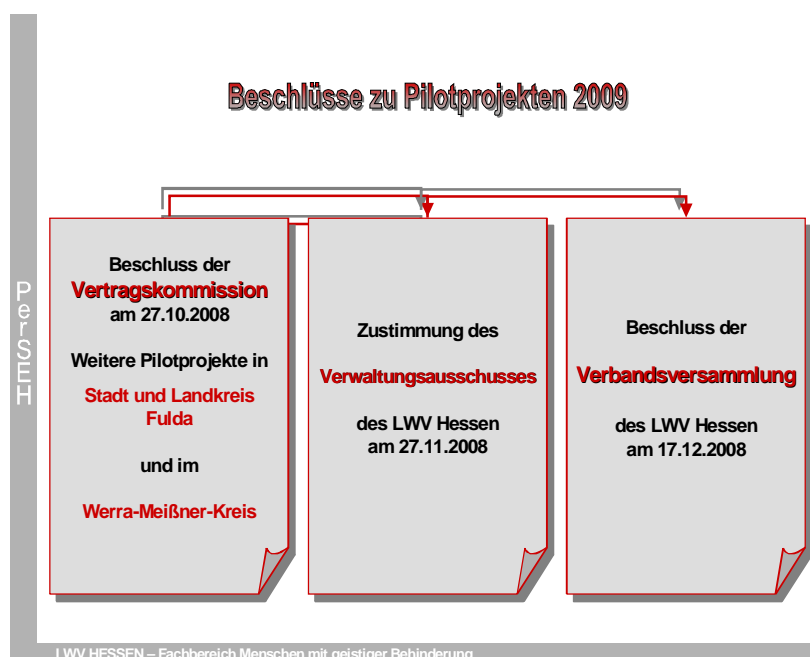 Beschlüsse zu Pilotprojekten 2009
PerSEH
Beschluss der
Vertragskommission
am 27.10.2008
Weitere Pilotprojekte in
Stadt und Landkreis
Fulda
und im
Werra-Meißner-Kreis
Zustimmung des
Verwaltungsausschusses
des LWV Hessen
am 27.11.2008
Beschluss der
Verbandsversammlung
des LWV Hessen
am 17.12.2008
LWV HESSEN – Fachbereich Menschen mit geistiger Behinderung